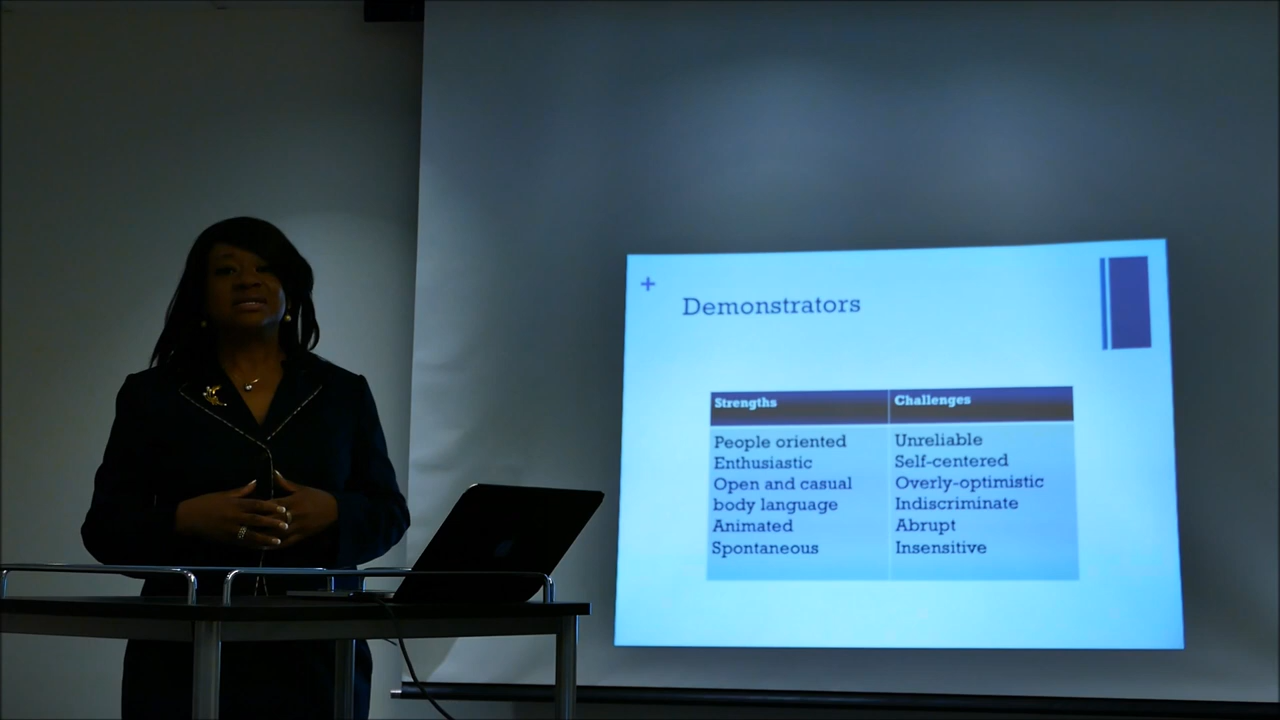 +
Demonstrators
Strengths
Challenges
People oriented
Enthusiastic
Open and casual
body language
Animated
Spontaneous
Unreliable
Self-centered
Overly-optimistic
Indiscriminate
Abrupt
Insensitive